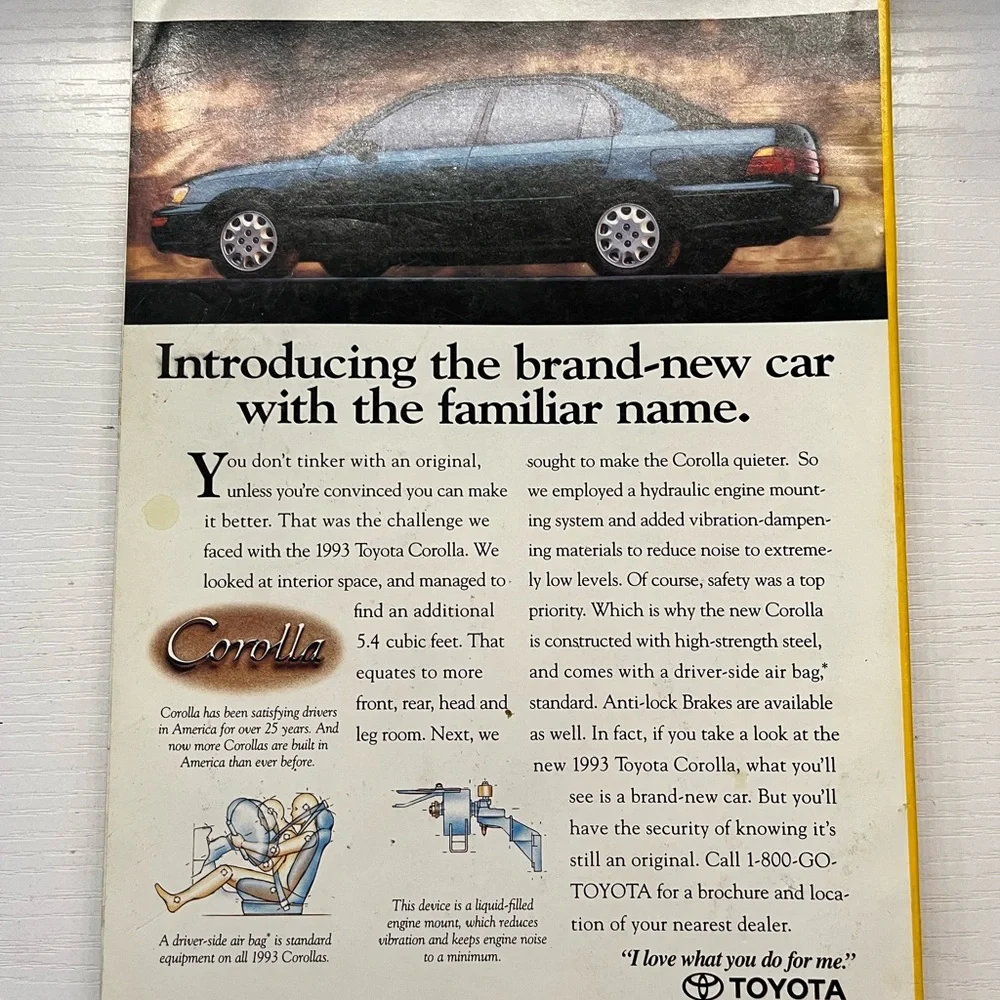 Introducing the brand-new car
with the familiar name.
You don't tinker with an original,
unless you're convinced you can make
it better. That was the challenge we
faced with the 1993 Toyota Corolla. We
looked at interior space, and managed to
find an additional
5.4 cubic feet. That
equates to more
front, rear, head and
leg room. Next, we
Corolla
Corolla has been satisfying drivers
in America for over 25 years. And
now more Corollas are built in
America than ever before.
A driver-side air bag* is standard
equipment on all 1993 Corollas.
This device is a liquid-filled
engine mount, which reduces
vibration and keeps engine noise
to a minimum.
sought to make the Corolla quieter. So
we employed a hydraulic engine mount-
ing system and added vibration-dampen-
ing materials to reduce noise to extreme-
ly low levels. Of course, safety was a top
priority. Which is why the new Corolla
is constructed with high-strength steel,
and comes with a driver-side air bag,*
standard. Anti-lock Brakes are available
as well. In fact, if you take a look at the
new 1993 Toyota Corolla, what you'll
see is a brand-new car. But you'll
have the security of knowing it's
still an original. Call 1-800-GO-
TOYOTA for a brochure and loca-
tion of your nearest dealer.
"I love what you do for me."
TOYOTA